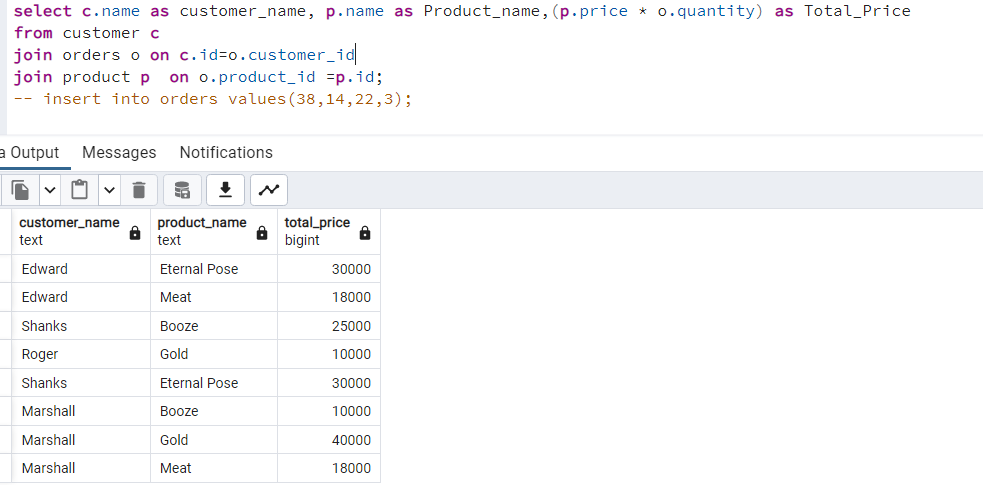 select c.name as customer_name, p.name as Product_name,(p.price * o.quantity) as Total_Price
from customer c
join orders o on c.id=o.customer_id
join product p  on o.product_id =p.id;
-- insert into orders values(38,14,22,3);
a Output Messages Notifications
customer_name product_name total_price
text text bigint
Edward Eternal Pose 30000
Edward Meat 18000
Shanks Booze 25000
Roger Gold 10000
Shanks Eternal Pose 30000
Marshall Booze 10000
Marshall Gold 40000
Marshall Meat 18000